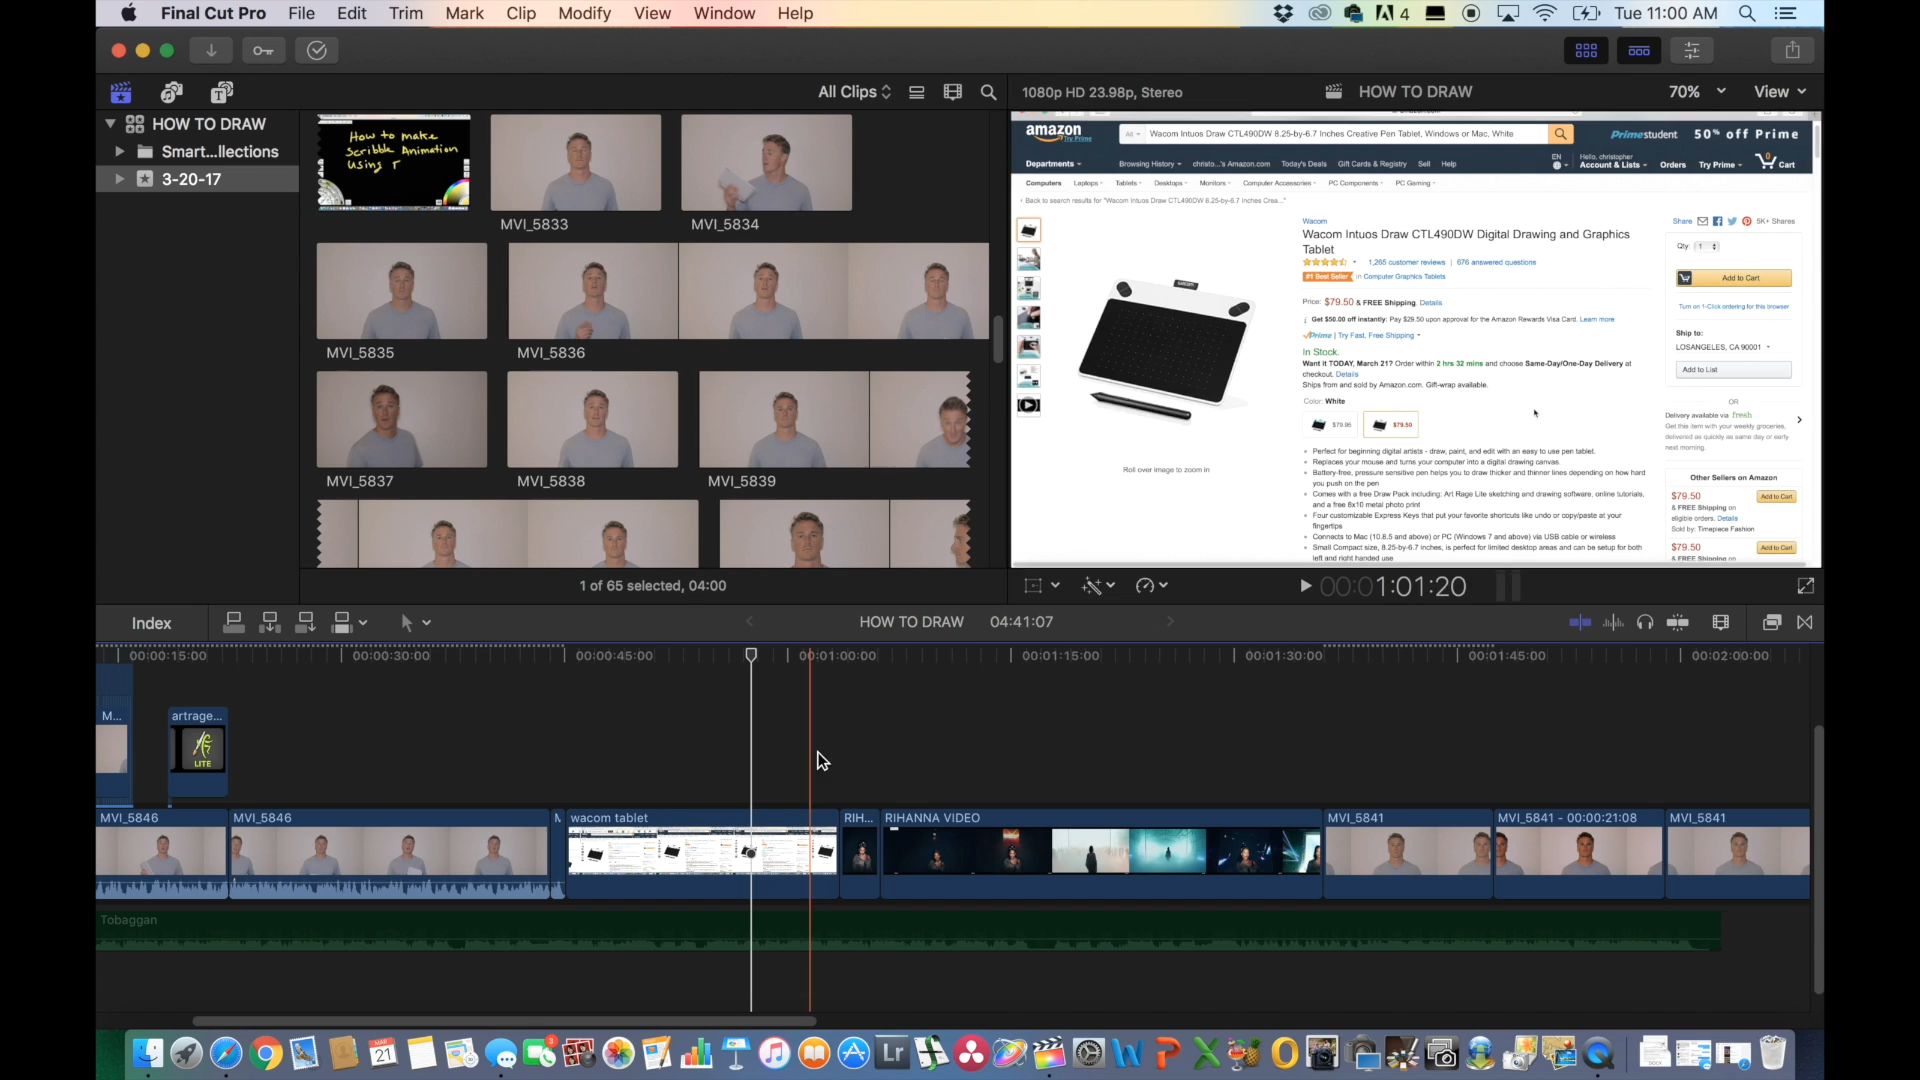 Final Cut Pro File Edit Trim Mark Clip Modify View Window Help
4 Tue 11:00 AM
All Clips
1080p HD 23.98p, Stereo
HOW TO DRAW
70%
View
HOW TO DRAW
Smart...llections
3-20-17
How to make
Scribble Animation
Using
MVI_5833
MVI_5834
MVI_5835
MVI_5836
MVI_5837
MVI_5838
MVI_5839
1 of 65 selected, 04:00
amazon
Try Prime
All
Wacom Intuos Draw CTL490DW 8.25-by-6.7 Inches Creative Pen Tablet, Windows or Mac, White
Prime student 50% off Prime
Departments
Browsing History christo...'s Amazon.com Today's Deals Gift Cards & Registry Sell Help
EN
Hello, christopher
Account & Lists Orders Try Prime Cart
Computers Laptops Tablets Desktops Monitors Computer Accessories PC Components PC Gaming
‹ Back to search results for "Wacom Intuos Draw CTL490DW 8.25-by-6.7 Inches Crea..."
Wacom
Wacom Intuos Draw CTL490DW Digital Drawing and Graphics
Tablet
1,265 customer reviews | 676 answered questions
#1 Best Seller in Computer Graphics Tablets
Price: $79.50 & FREE Shipping. Details
Get $50.00 off instantly: Pay $29.50 upon approval for the Amazon Rewards Visa Card. Learn more
Prime | Try Fast, Free Shipping
In Stock.
Want it TODAY, March 21? Order within 2 hrs 32 mins and choose Same-Day/One-Day Delivery at
checkout. Details
Ships from and sold by Amazon.com. Gift-wrap available.
Color: White
$79.95
$79.50
Perfect for beginning digital artists - draw, paint, and edit with an easy to use pen tablet.
Replaces your mouse and turns your computer into a digital drawing canvas.
Battery-free, pressure sensitive pen helps you to draw thicker and thinner lines depending on how hard
you push on the pen
Comes with a free Draw Pack including: Art Rage Lite sketching and drawing software, online tutorials,
and a free 8x10 metal photo print
Four customizable Express Keys that put your favorite shortcuts like undo or copy/paste at your
fingertips
Connects to Mac (10.8.5 and above) or PC (Windows 7 and above) via USB cable or wireless
Small Compact size, 8.25-by-6.7 inches, is perfect for limited desktop areas and can be setup for both
left and right handed use
Roll over image to zoom in
Share 5K+ Shares
Qty: 1
Add to Cart
Turn on 1-Click ordering for this browser
Ship to:
LOSANGELES, CA 90001
Add to List
OR
Delivery available via fresh
Get this item with your weekly groceries,
delivered as quickly as same day or early
next morning.
Other Sellers on Amazon
$79.50 Add to Cart
& FREE Shipping on
eligible orders. Details
Sold by: Timepiece Fashion
$79.50 Add to Cart
& FREE Shipping on
00:01:01:20
Index
HOW TO DRAW 04:41:07
00:00:15:00
00:00:30:00
00:00:45:00
00:01:00:00
00:01:15:00
00:01:30:00
00:01:45:00
00:02:00:00
M...
artrage...
LITE
MVI_5846
MVI_5846
wacom tablet
RIH...
RIHANNA VIDEO
MVI_5841
MVI_5841 - 00:00:21:08
MVI_5841
Tobaggan
MAR
21
3
Lr